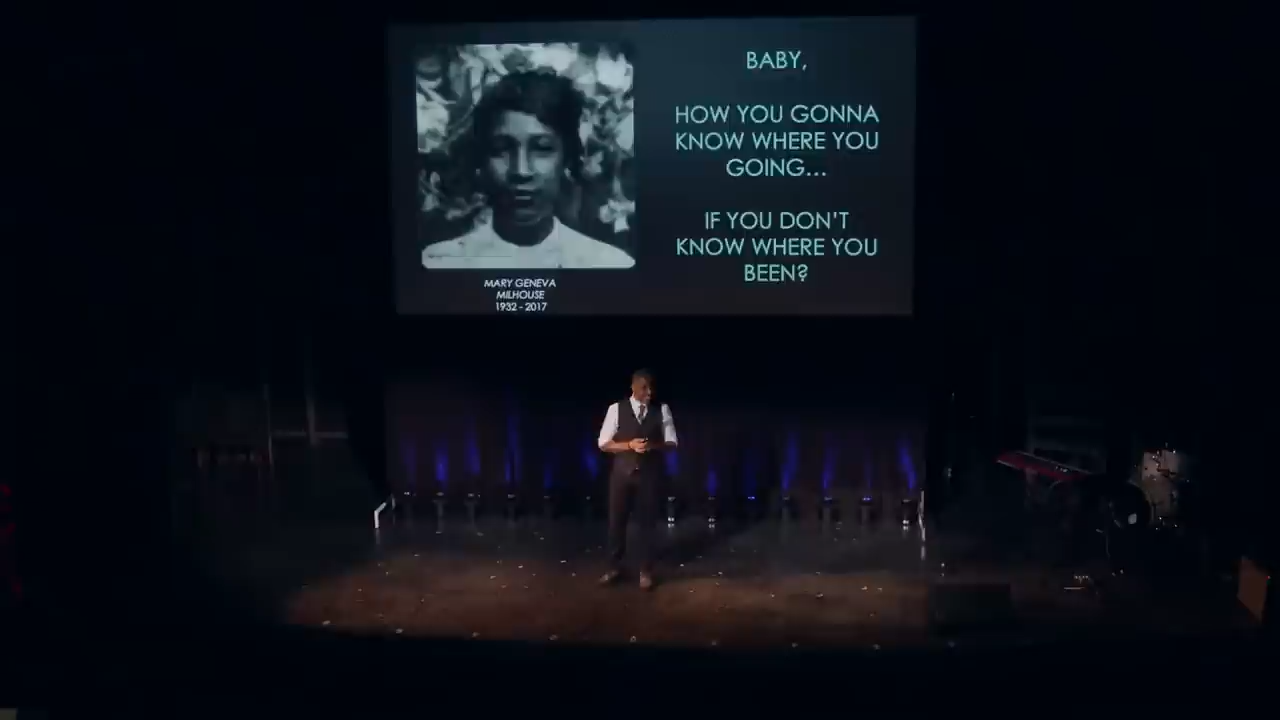 BABY,
HOW YOU GONNA
KNOW WHERE YOU
GOING...
IF YOU DON'T
KNOW WHERE YOU
BEEN?
MARY GENEVA
MILHOUSE
1932 - 2017